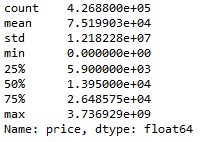 count    4.268800e+05
mean     7.519903e+04
std      1.218228e+07
min      0.000000e+00
25%      5.900000e+03
50%      1.395000e+04
75%      2.648575e+04
max      3.736929e+09
Name: price, dtype: float64